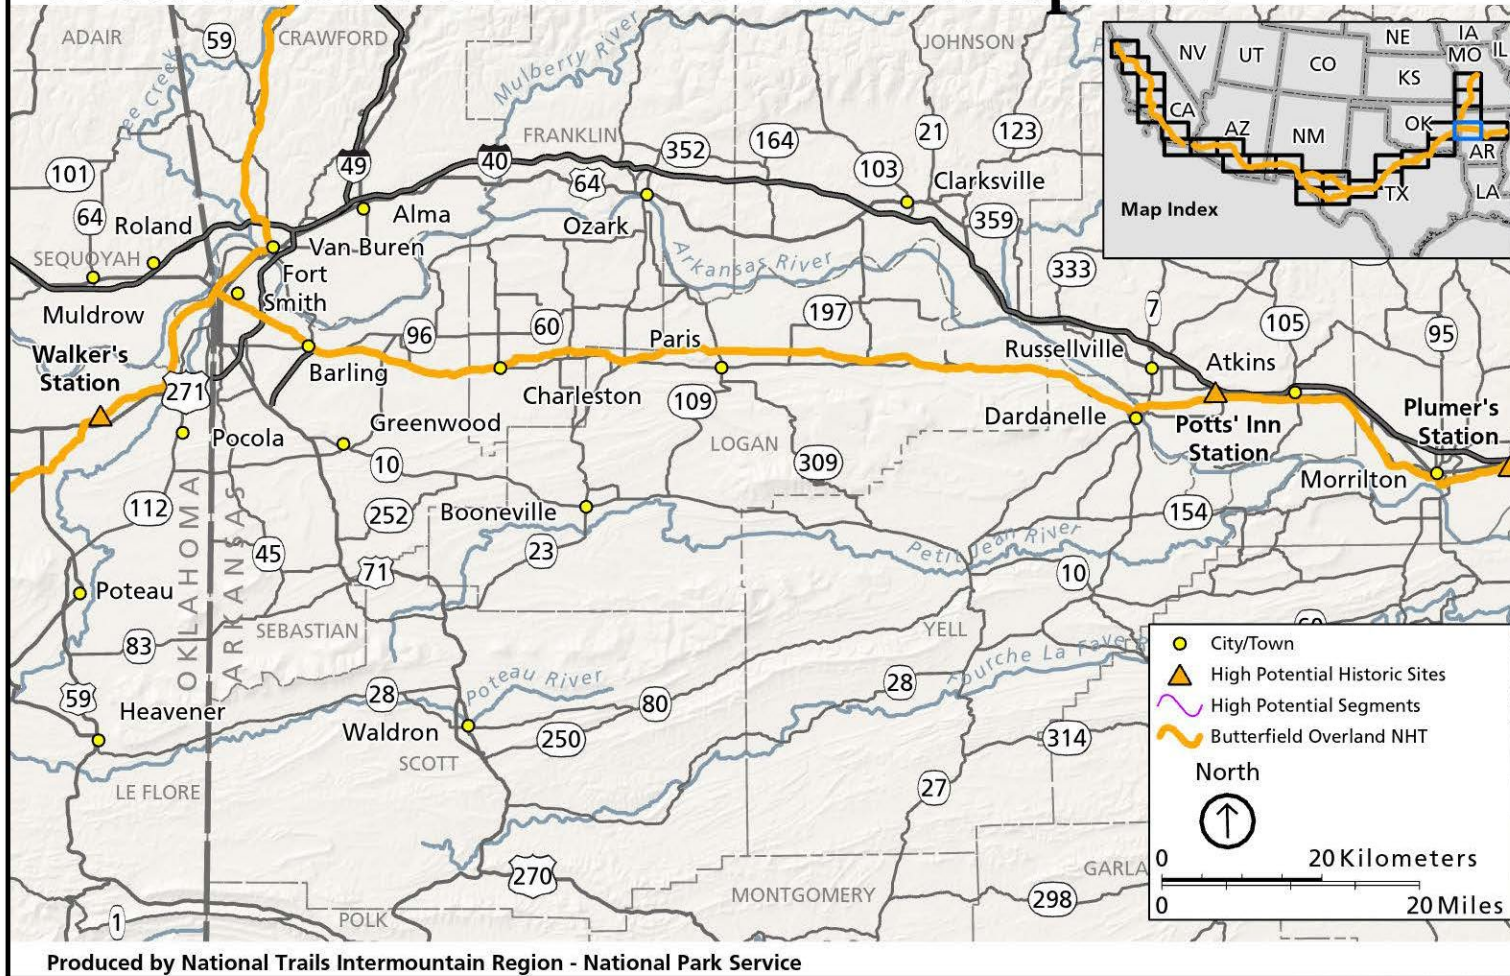 ADAIR
59
CRAWFORD
Mulberry River
JOHNSON
NV
UT
CO
NE
IA
MO
IL
KS
CA
AZ
NM
OK
AR
TX
LA
Map Index
ee Creek
FRANKLIN
352
164
21
123
49
40
64
103
Clarksville
101
64
Roland
Alma
Ozark
359
SEQUOYAH
Van Buren
Arkansas River
333
Fort
Smith
Muldrow
96
60
197
7
105
95
Paris
Russellville
Atkins
Walker's
Station
271
Barling
Charleston
109
Dardanelle
Potts' Inn
Station
Plumer's
Station
Pocola
Greenwood
LOGAN
10
309
Morrilton
112
252
Booneville
154
OKLAHOMA
ARKANSAS
45
23
Petit Jean River
71
10
Poteau
SEBASTIAN
YELL
83
Fourche La Fave R
City/Town
High Potential Historic Sites
High Potential Segments
Butterfield Overland NHT
59
28
Poteau River
28
80
Heavener
Waldron
250
314
SCOTT
LE FLORE
27
North
0
20 Kilometers
0
20 Miles
270
MONTGOMERY
GARLA
298
1
POLK
Produced by National Trails Intermountain Region - National Park Service